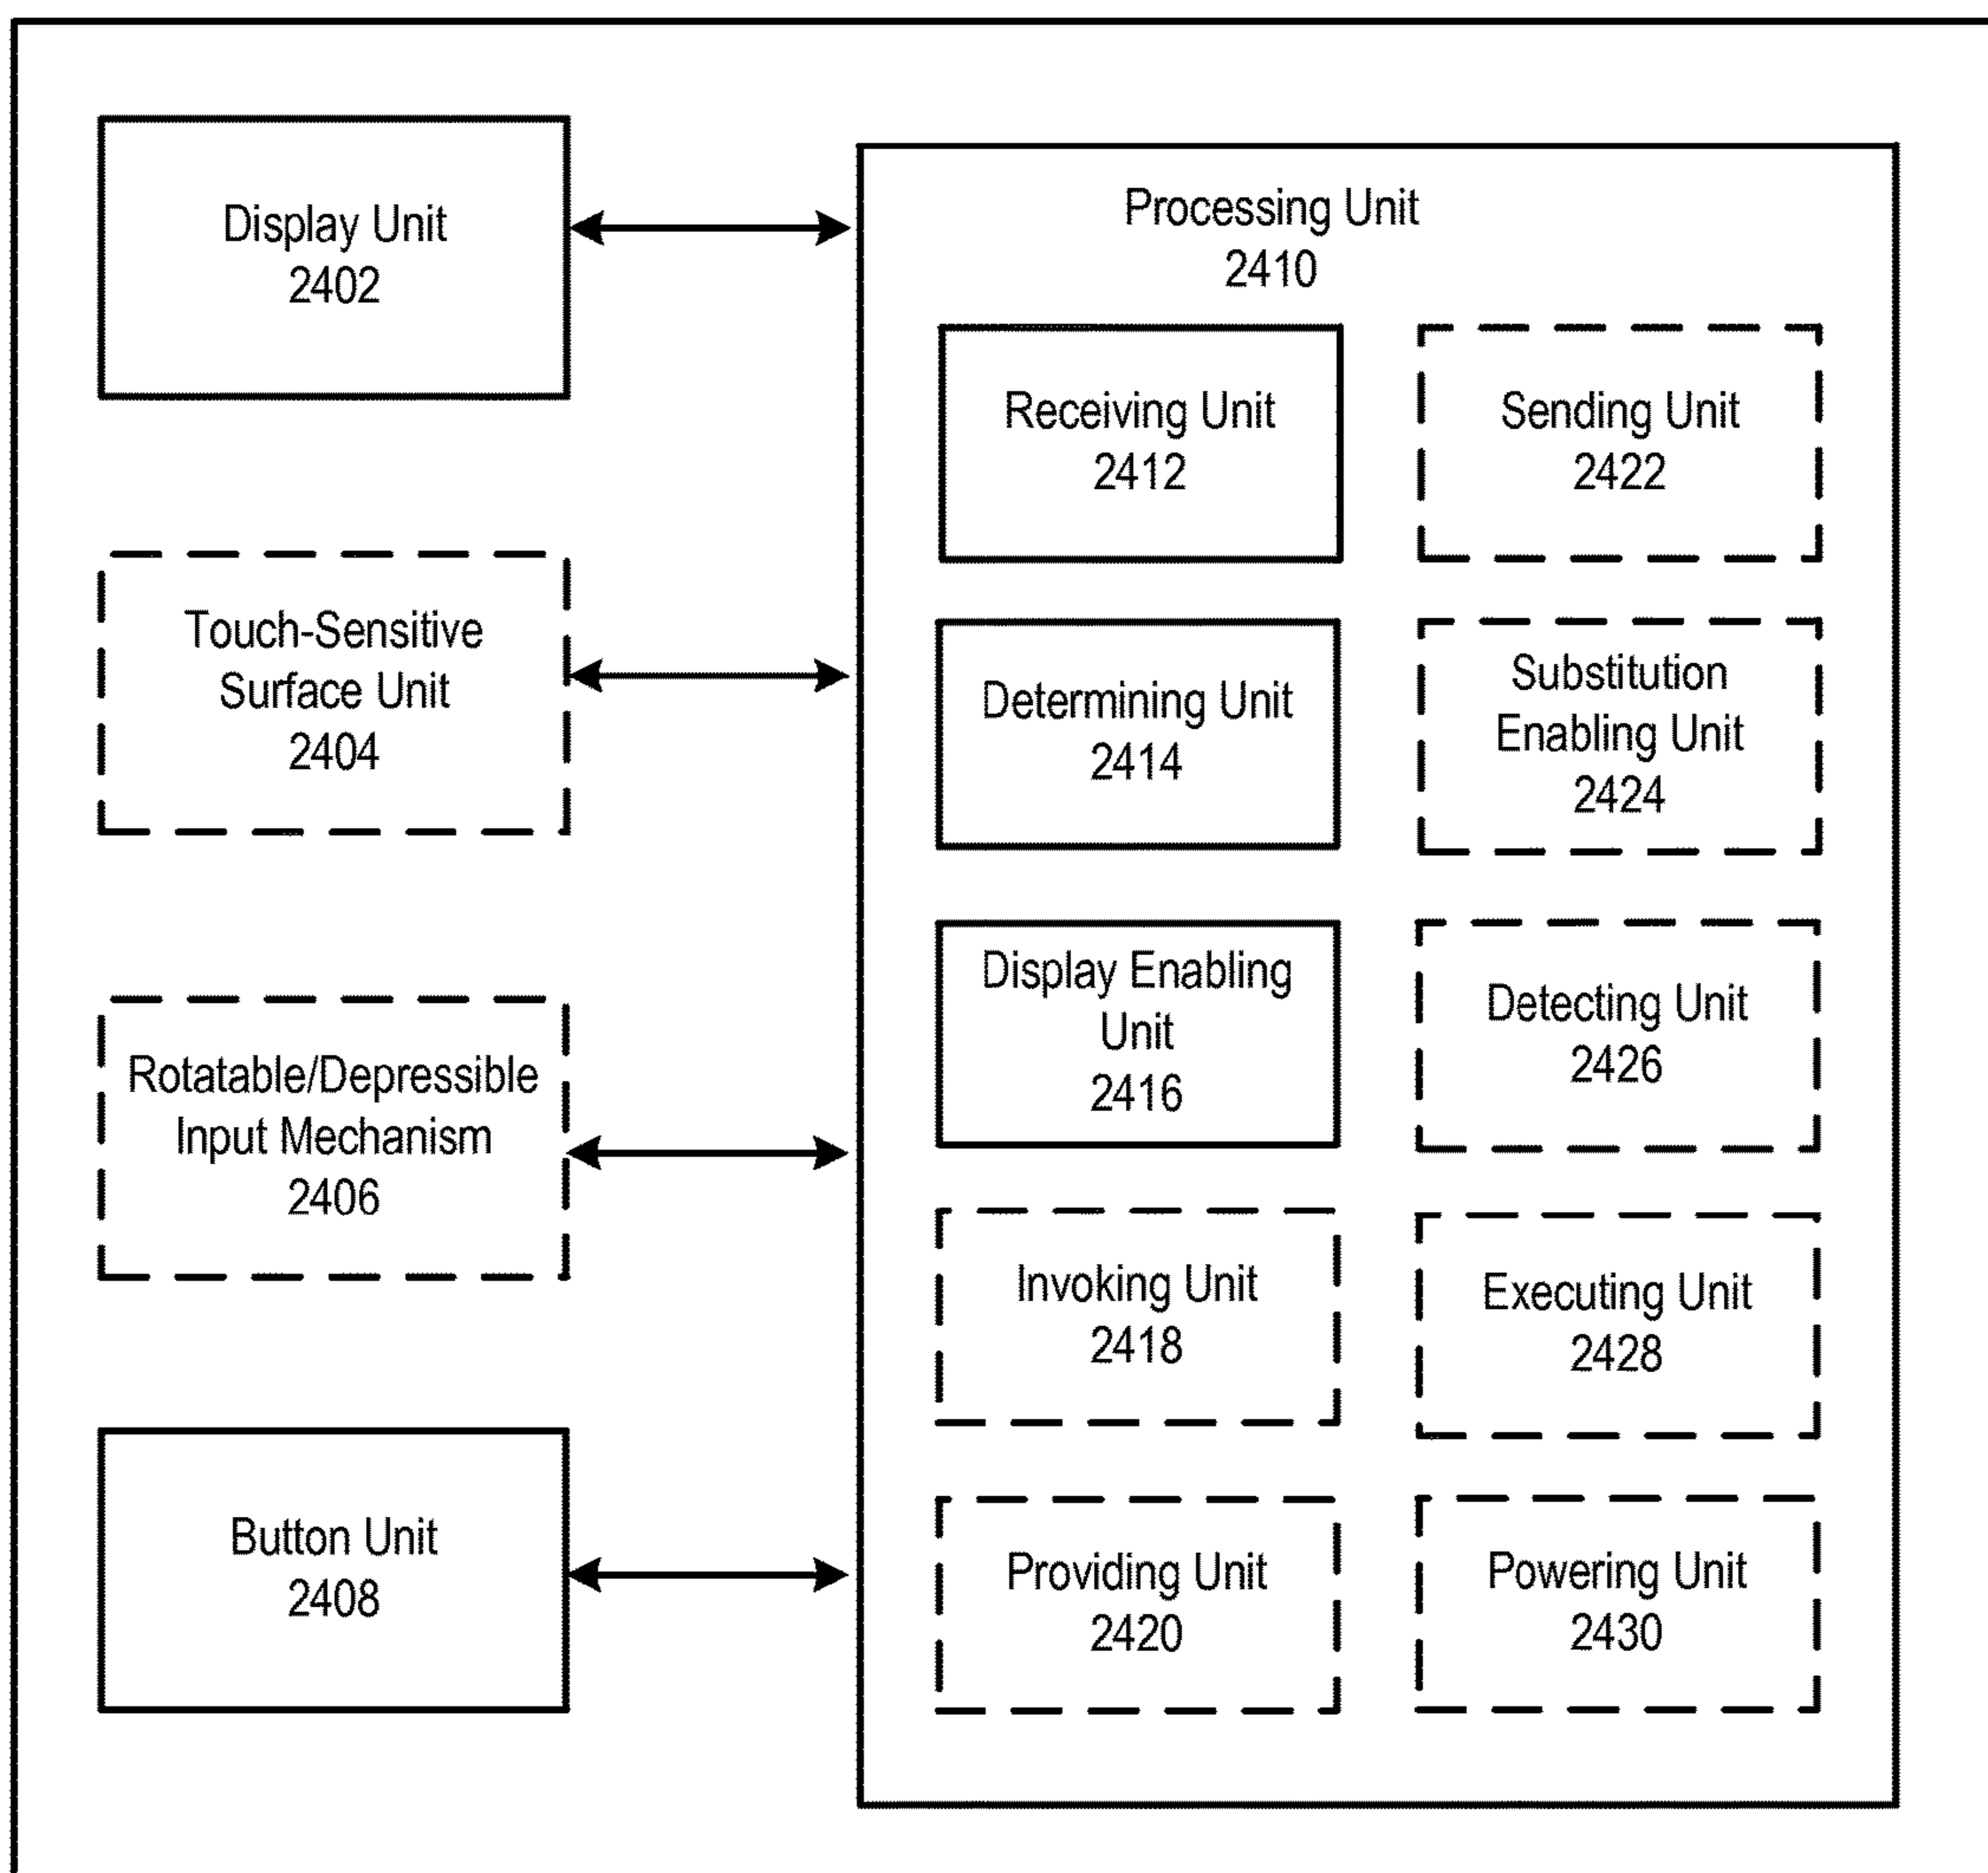 Display Unit
2402
Touch-Sensitive
Surface Unit
2404
Rotatable/Depressible
Input Mechanism
2406
Button Unit
2408
Processing Unit
2410
Receiving Unit
2412
Sending Unit
2422
Determining Unit
2414
Substitution
Enabling Unit
2424
Display Enabling
Unit
2416
Detecting Unit
2426
Invoking Unit
2418
Executing Unit
2428
Providing Unit
2420
Powering Unit
2430